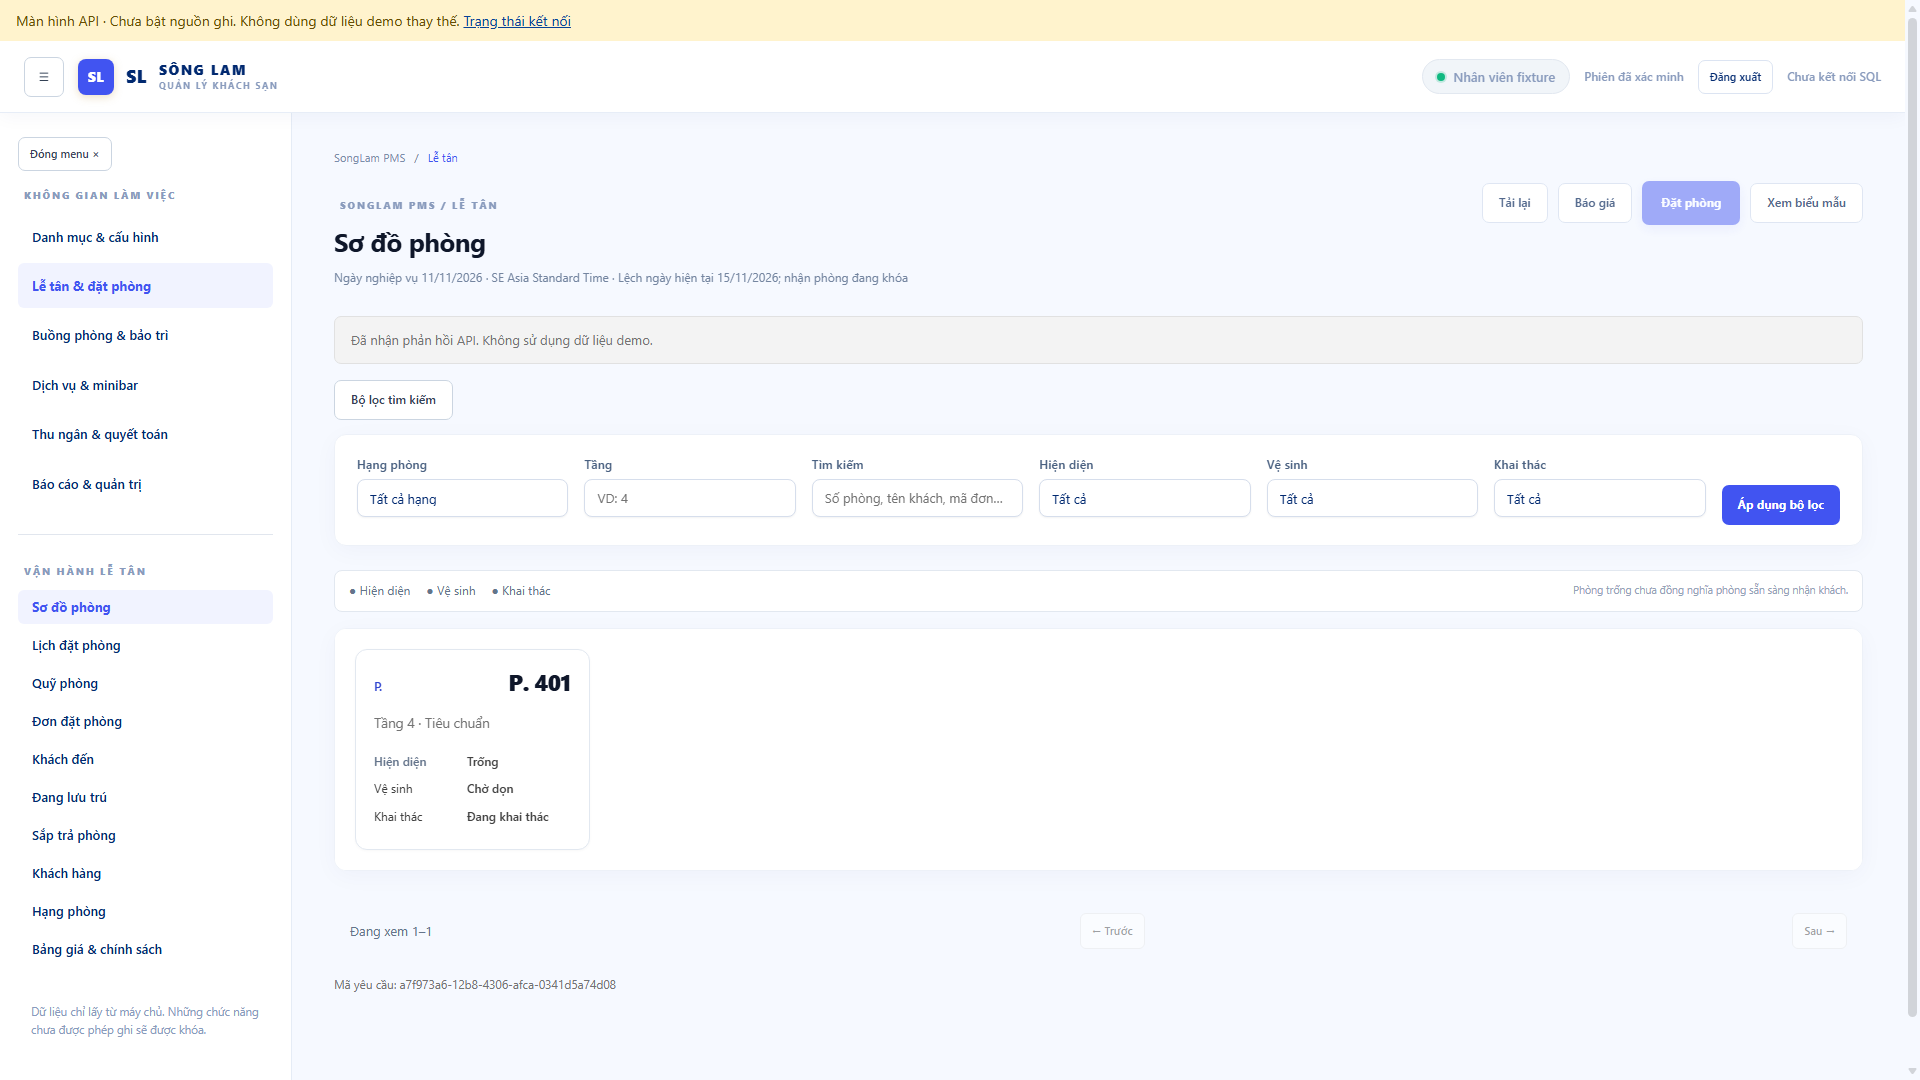 Màn hình API · Chưa bật nguồn ghi. Không dùng dữ liệu demo thay thế. Trạng thái kết nối
☰
SL
SL
SÔNG LAM
QUẢN LÝ KHÁCH SẠN
Nhân viên fixture
Phiên đã xác minh
Đăng xuất
Chưa kết nối SQL
Đóng menu ×
KHÔNG GIAN LÀM VIỆC
Danh mục & cấu hình
Lễ tân & đặt phòng
Buồng phòng & bảo trì
Dịch vụ & minibar
Thu ngân & quyết toán
Báo cáo & quản trị
VẬN HÀNH LỄ TÂN
Sơ đồ phòng
Lịch đặt phòng
Quỹ phòng
Đơn đặt phòng
Khách đến
Đang lưu trú
Sắp trả phòng
Khách hàng
Hạng phòng
Bảng giá & chính sách
Dữ liệu chỉ lấy từ máy chủ. Những chức năng
chưa được phép ghi sẽ được khóa.
SongLam PMS / Lễ tân
SONGLAM PMS / LỄ TÂN
Sơ đồ phòng
Ngày nghiệp vụ 11/11/2026 · SE Asia Standard Time · Lệch ngày hiện tại 15/11/2026; nhận phòng đang khóa
Tải lại
Báo giá
Đặt phòng
Xem biểu mẫu
Đã nhận phản hồi API. Không sử dụng dữ liệu demo.
Bộ lọc tìm kiếm
Hạng phòng
Tất cả hạng
Tầng
VD: 4
Tìm kiếm
Số phòng, tên khách, mã đơn...
Hiện diện
Tất cả
Vệ sinh
Tất cả
Khai thác
Tất cả
Áp dụng bộ lọc
● Hiện diện ● Vệ sinh ● Khai thác
Phòng trống chưa đồng nghĩa phòng sẵn sàng nhận khách.
P.
P. 401
Tầng 4 · Tiêu chuẩn
Hiện diện Trống
Vệ sinh Chờ dọn
Khai thác Đang khai thác
Đang xem 1–1
← Trước
Sau →
Mã yêu cầu: a7f973a6-12b8-4306-afca-0341d5a74d08